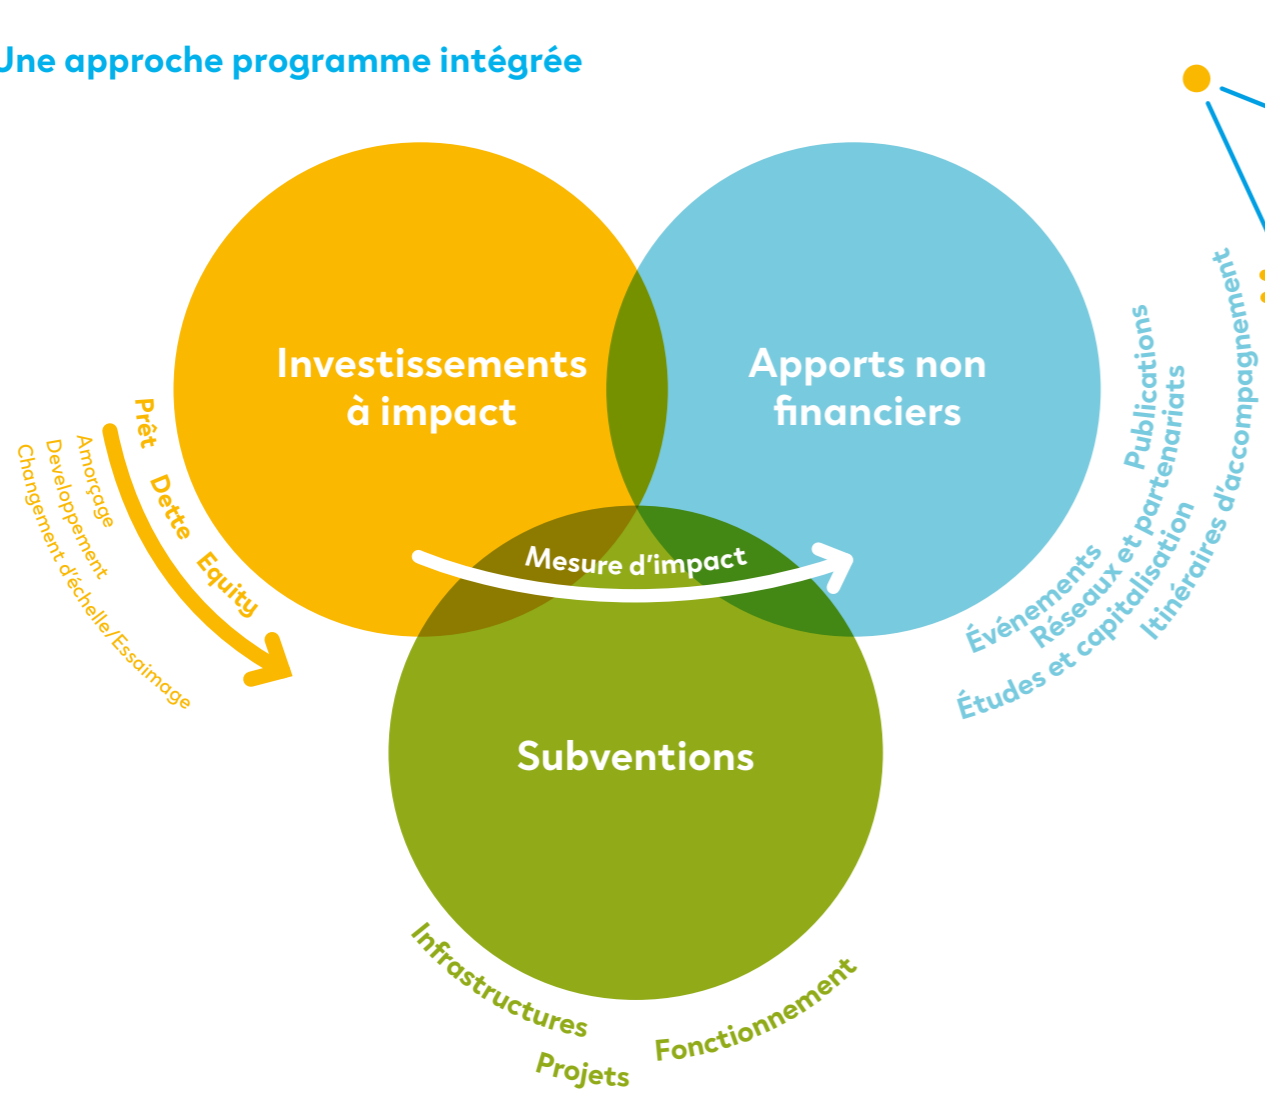 Une approche programme intégrée
Investissements
à impact
Apports non
financiers
Mesure d'impact
Subventions
Prêt
Dette
Equity
Amorçage
Developpement
Changement d'échelle/Essaimage
Publications
Événements
Réseaux et partenariats
Études et capitalisation
Itinéraires d'accompagnement
Infrastructures
Projets
Fonctionnement